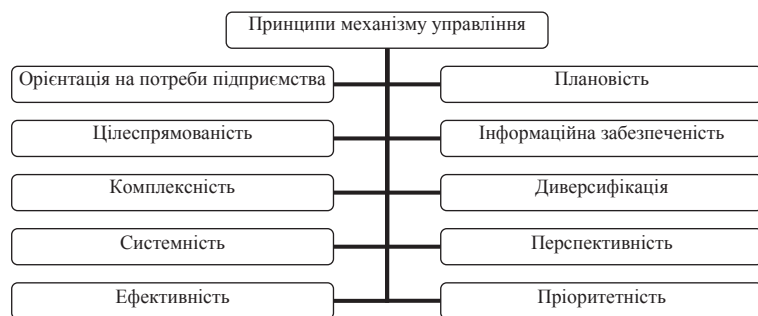 Принципи механізму управління
Орієнтація на потреби підприємства
Плановість
Цілеспрямованість
Інформаційна забезпеченість
Комплексність
Диверсифікація
Системність
Перспективність
Ефективність
Пріоритетність